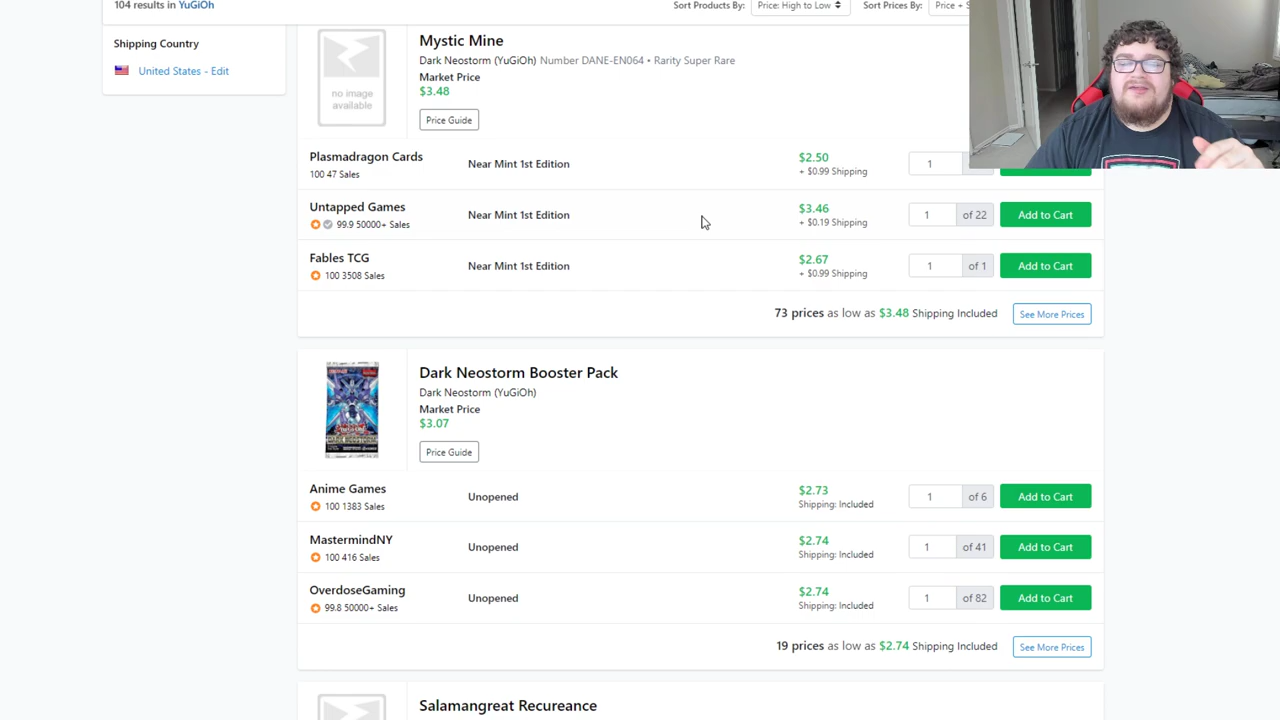 104 results in YuGiOh
Sort Products By: Price: High to Low Sort Prices By: Price + S
Shipping Country
United States - Edit
no image
available
Mystic Mine
Dark Neostorm (YuGiOh) Number DANE-EN064 • Rarity Super Rare
Market Price
$3.48
Price Guide
Plasmadragon Cards
100 47 Sales
Near Mint 1st Edition
$2.50
+ $0.99 Shipping
1
Untapped Games
99.9 50000+ Sales
Near Mint 1st Edition
$3.46
+ $0.19 Shipping
1 of 22
Add to Cart
Fables TCG
100 3508 Sales
Near Mint 1st Edition
$2.67
+ $0.99 Shipping
1 of 1
Add to Cart
73 prices as low as $3.48 Shipping Included
See More Prices
Dark Neostorm Booster Pack
Dark Neostorm (YuGiOh)
Market Price
$3.07
Price Guide
Anime Games
100 1383 Sales
Unopened
$2.73
Shipping: Included
1 of 6
Add to Cart
MastermindNY
100 416 Sales
Unopened
$2.74
Shipping: Included
1 of 41
Add to Cart
OverdoseGaming
99.8 50000+ Sales
Unopened
$2.74
Shipping: Included
1 of 82
Add to Cart
19 prices as low as $2.74 Shipping Included
See More Prices
Salamangreat Recureance